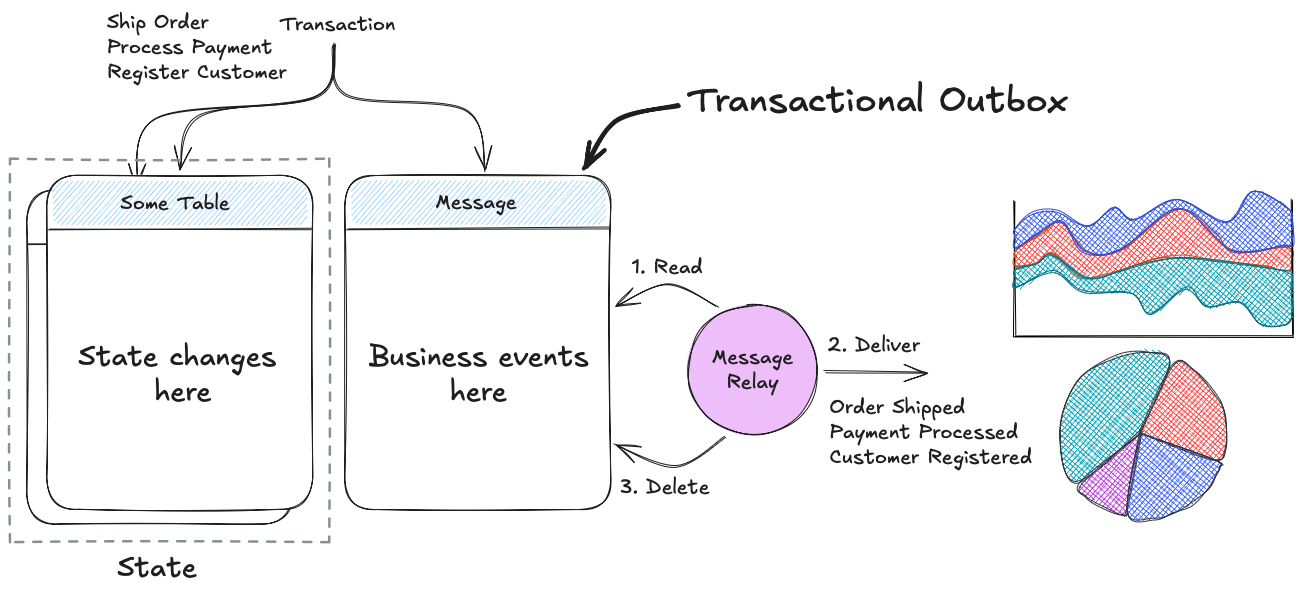 Ship Order
Process Payment
Register Customer
Transaction
Transactional Outbox
Some Table
Message
State changes
here
Business events
here
State
1. Read
Message
Relay
2. Deliver
Order Shipped
Payment Processed
Customer Registered
3. Delete